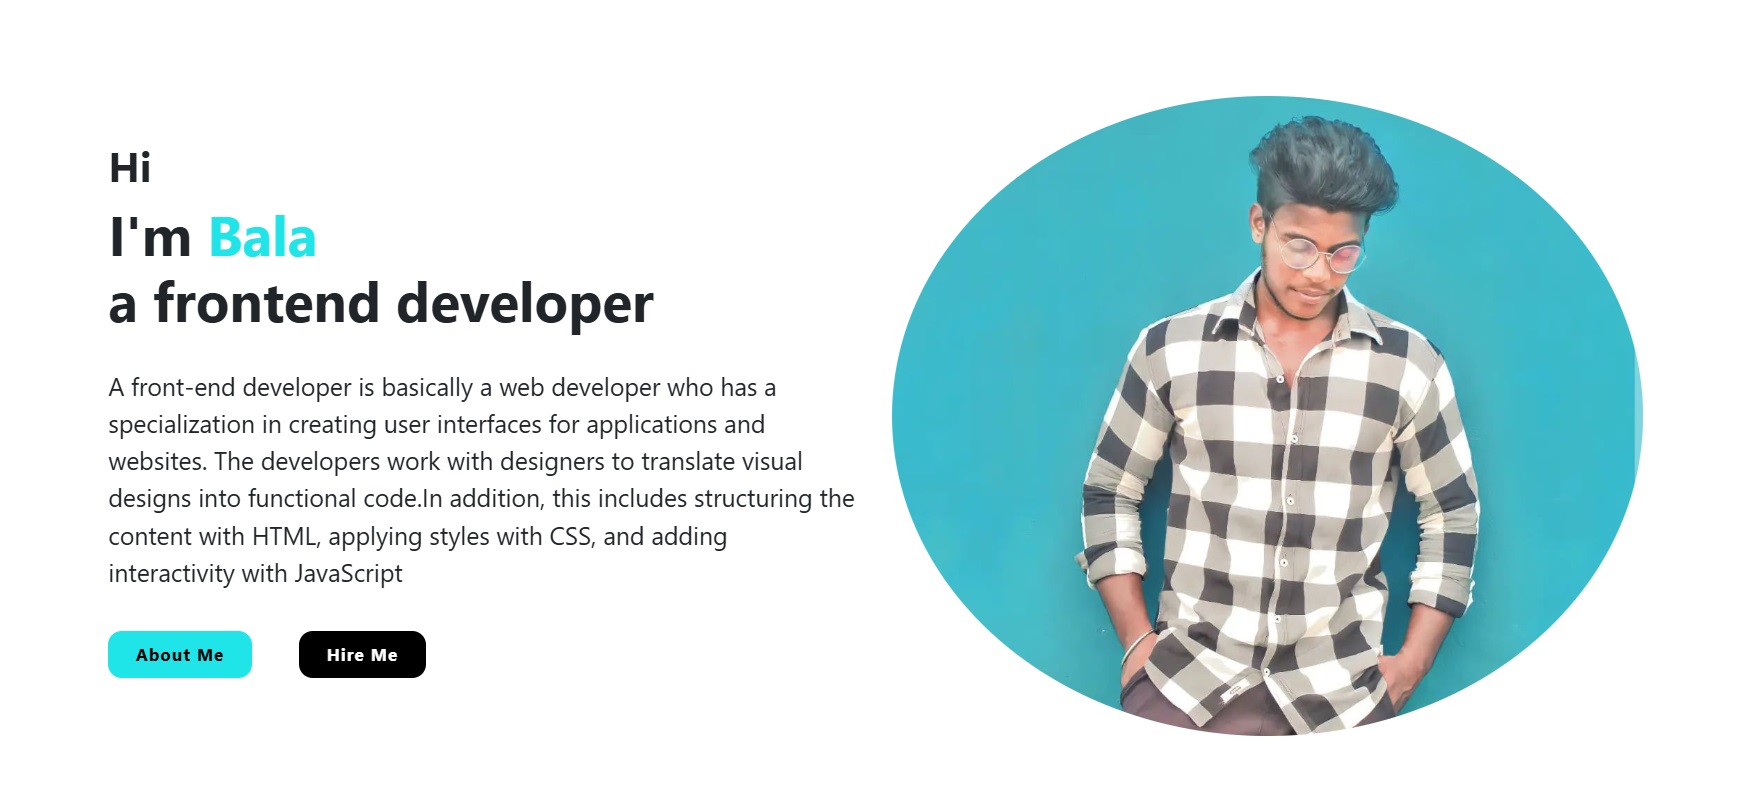 Hi
I'm Bala
a frontend developer
A front-end developer is basically a web developer who has a
specialization in creating user interfaces for applications and
websites. The developers work with designers to translate visual
designs into functional code.In addition, this includes structuring the
content with HTML, applying styles with CSS, and adding
interactivity with JavaScript
About Me
Hire Me